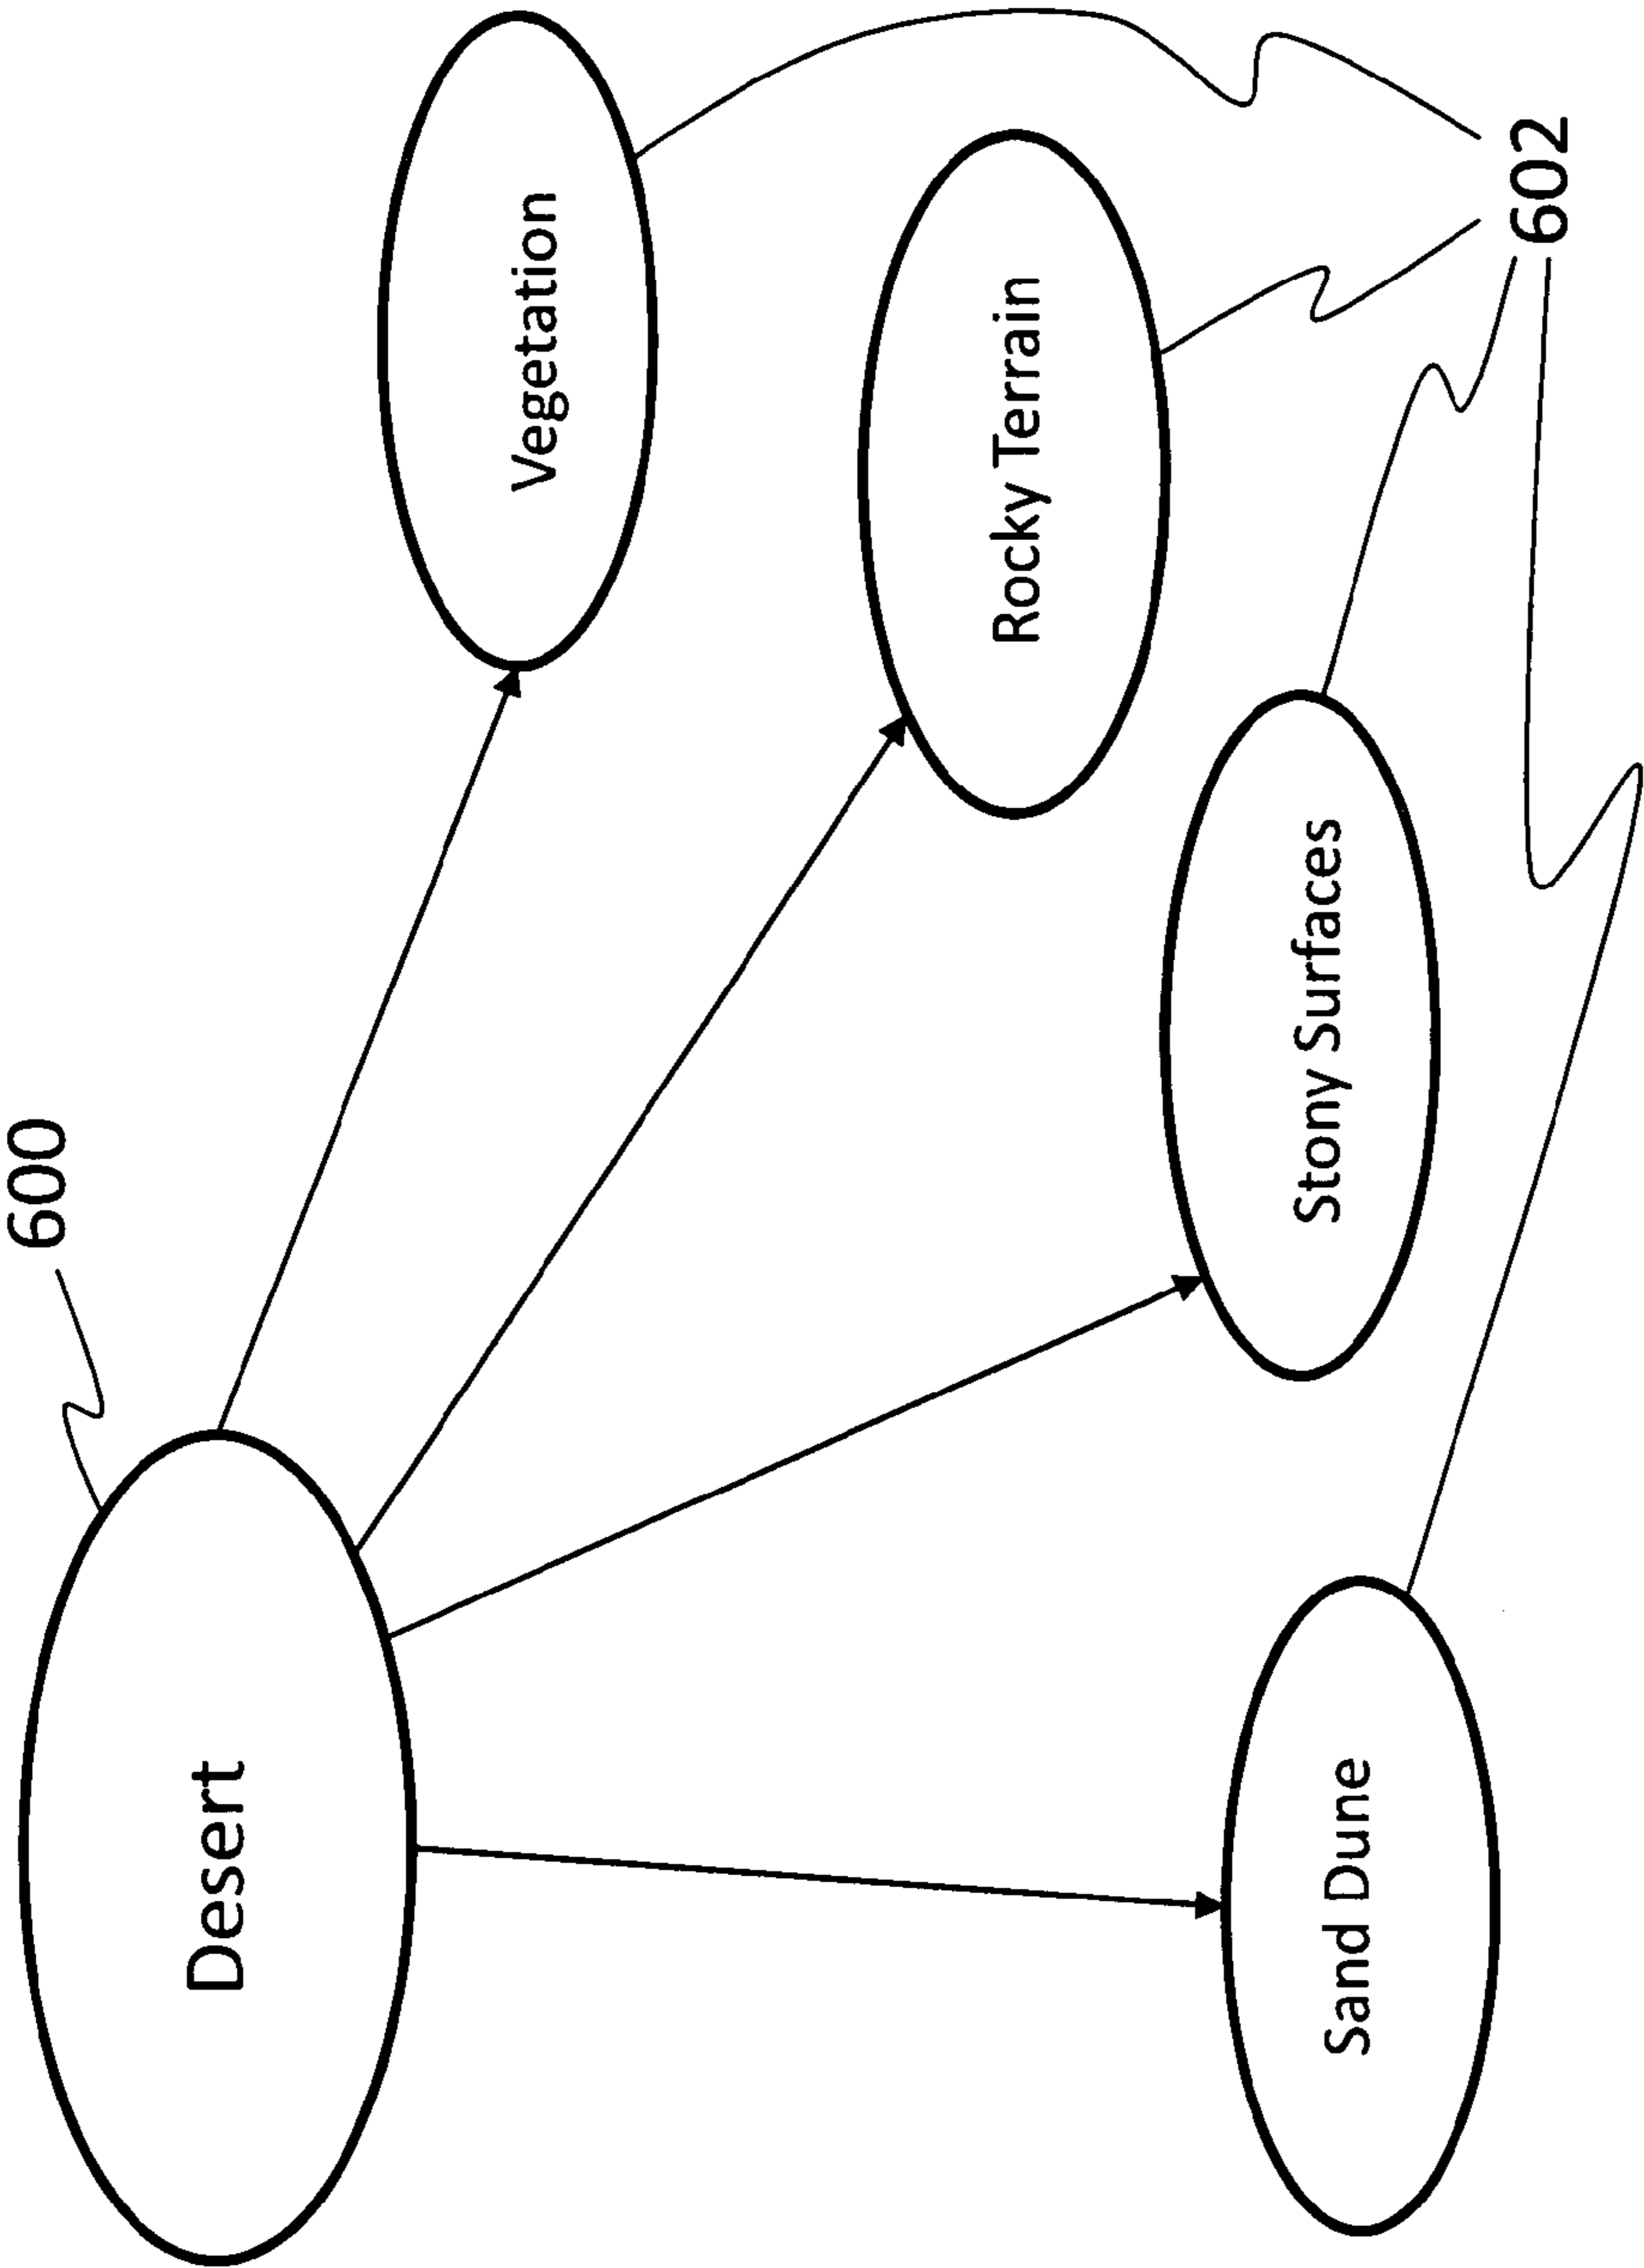 600
Desert
Vegetation
Rocky Terrain
Stony Surfaces
Sand Dune
602